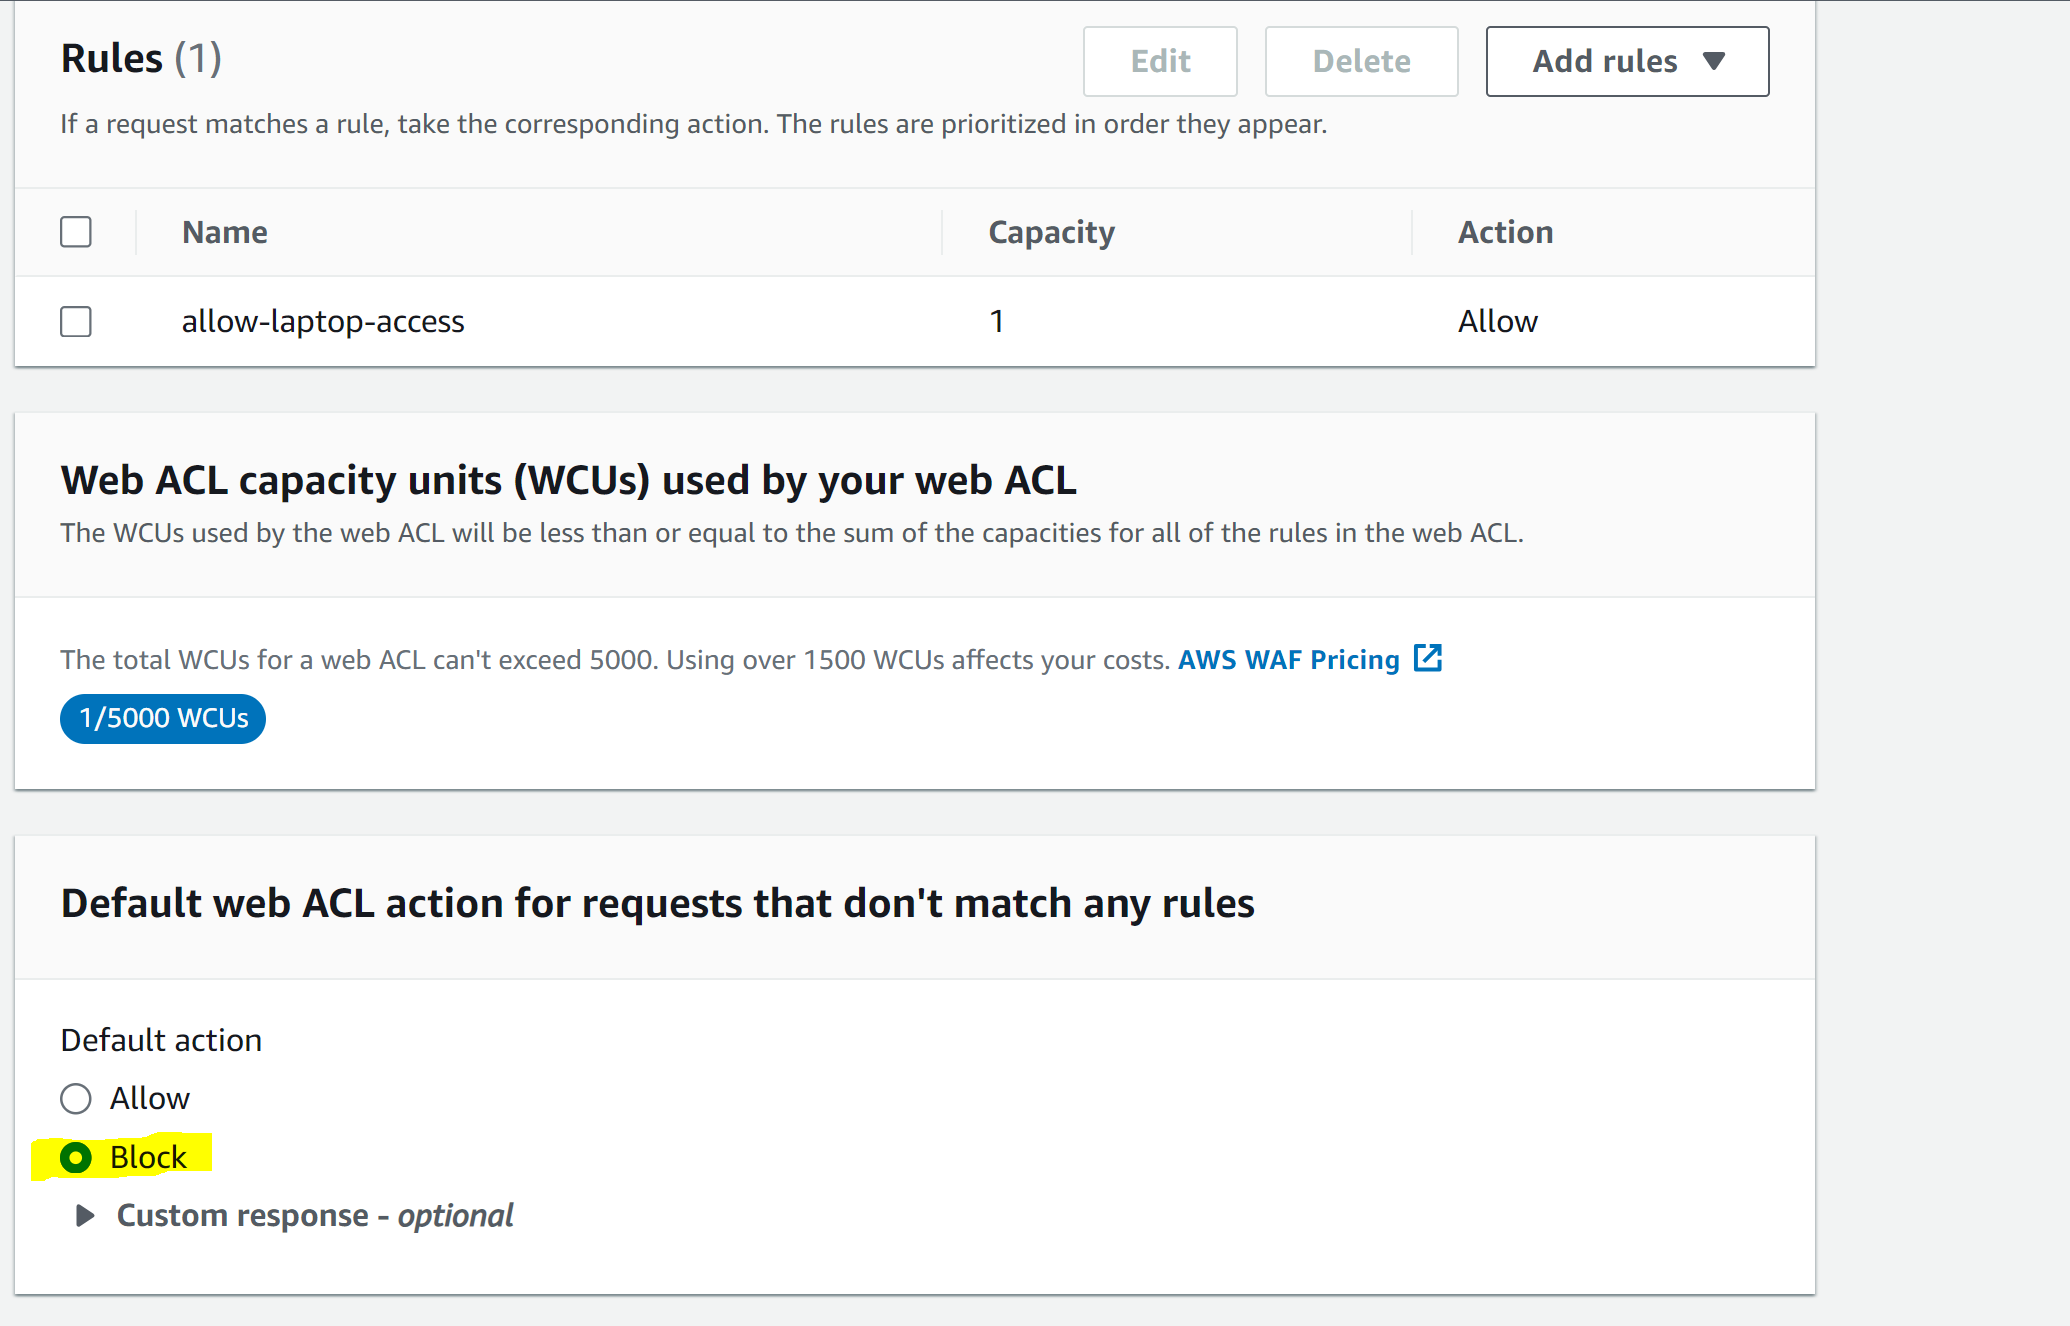 Rules (1)
Edit
Delete
Add rules
If a request matches a rule, take the corresponding action. The rules are prioritized in order they appear.
Name Capacity Action
allow-laptop-access 1 Allow
Web ACL capacity units (WCUs) used by your web ACL
The WCUs used by the web ACL will be less than or equal to the sum of the capacities for all of the rules in the web ACL.
The total WCUs for a web ACL can't exceed 5000. Using over 1500 WCUs affects your costs. AWS WAF Pricing
1/5000 WCUs
Default web ACL action for requests that don't match any rules
Default action
Allow
Block
Custom response - optional